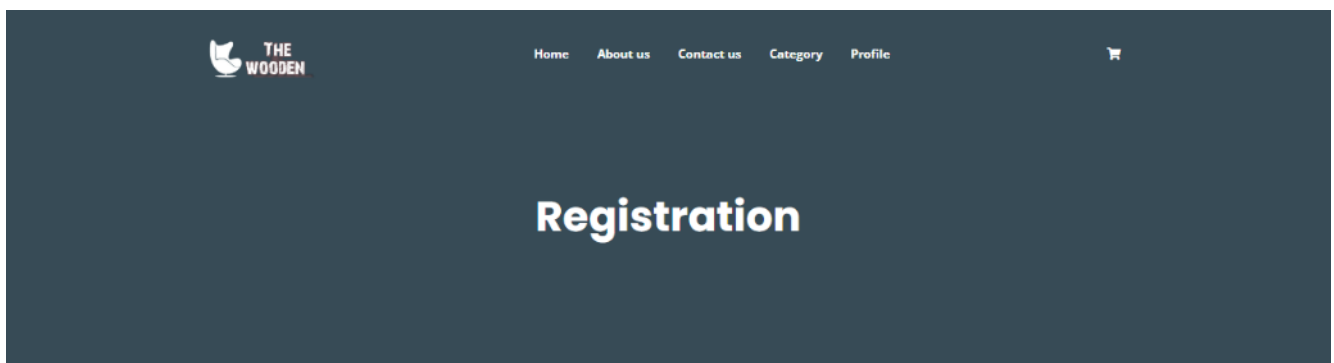 THE
WOODEN
Home About us Contact us Category Profile
Registration